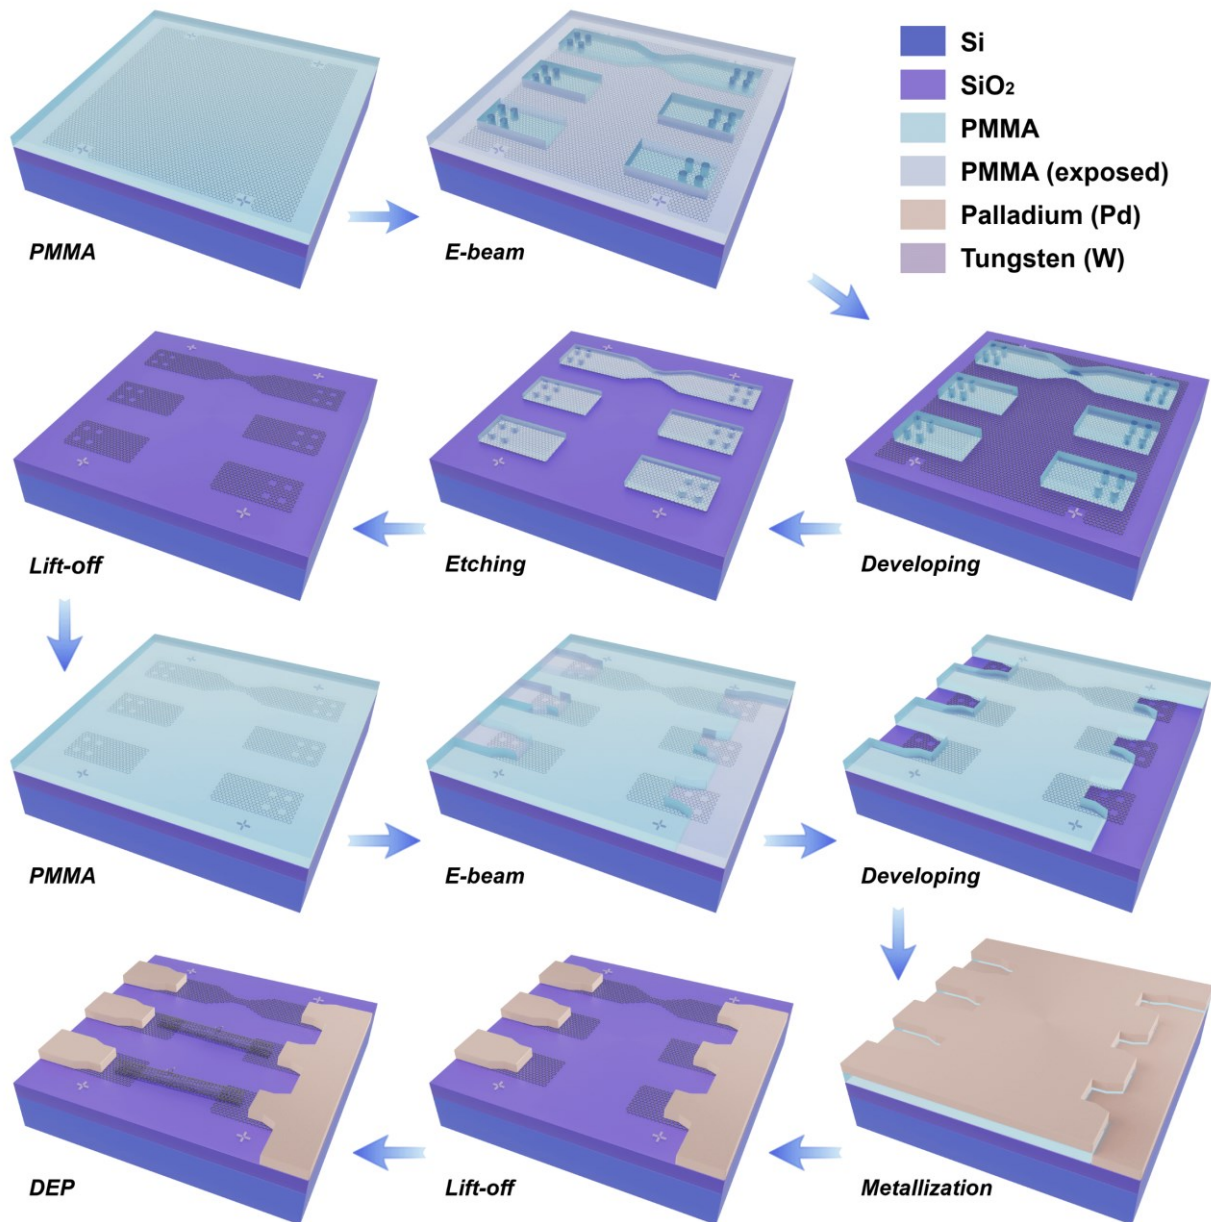 Si
SiO₂
PMMA
PMMA (exposed)
Palladium (Pd)
Tungsten (W)
PMMA
E-beam
Lift-off
Etching
Developing
PMMA
E-beam
Developing
DEP
Lift-off
Metallization